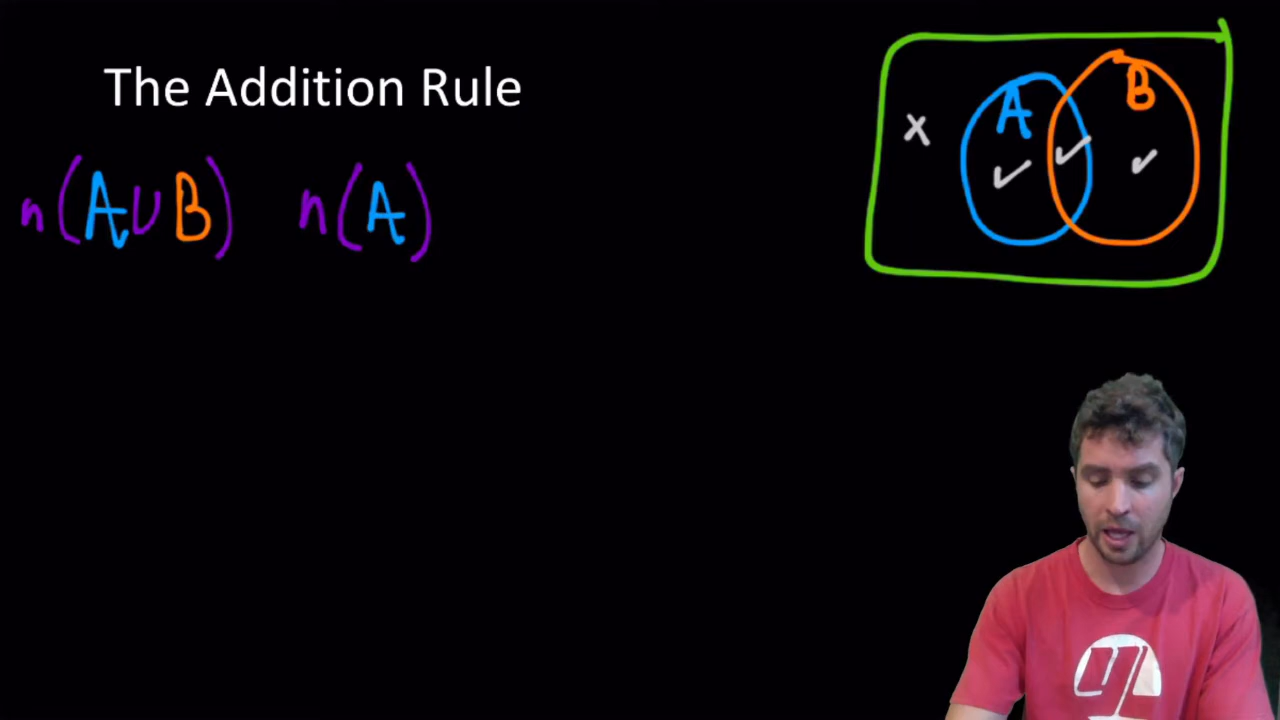 The Addition Rule
n(A∪B) n(A)
A
B
x